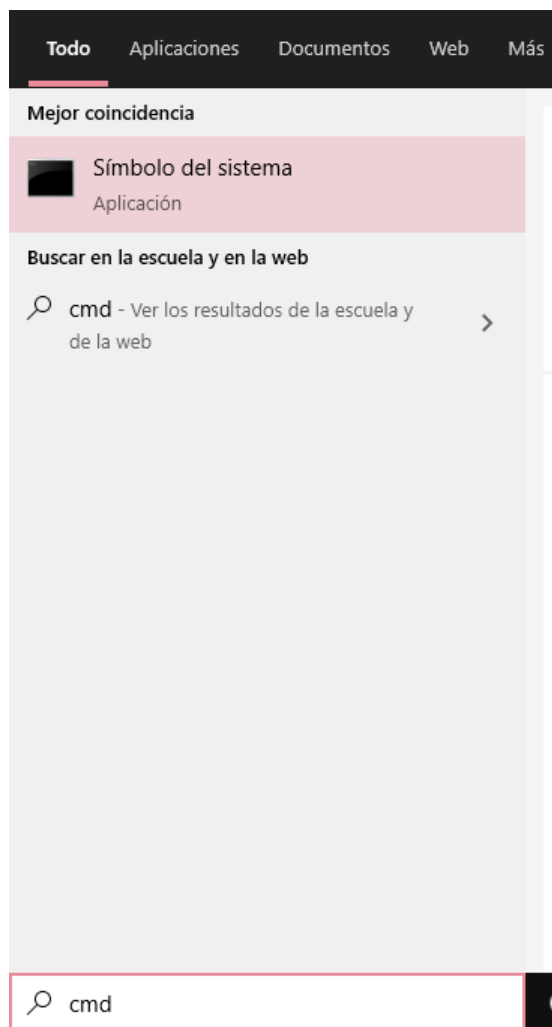 Todo Aplicaciones Documentos Web Más
Mejor coincidencia
Símbolo del sistema
Aplicación
Buscar en la escuela y en la web
cmd - Ver los resultados de la escuela y
de la web
cmd